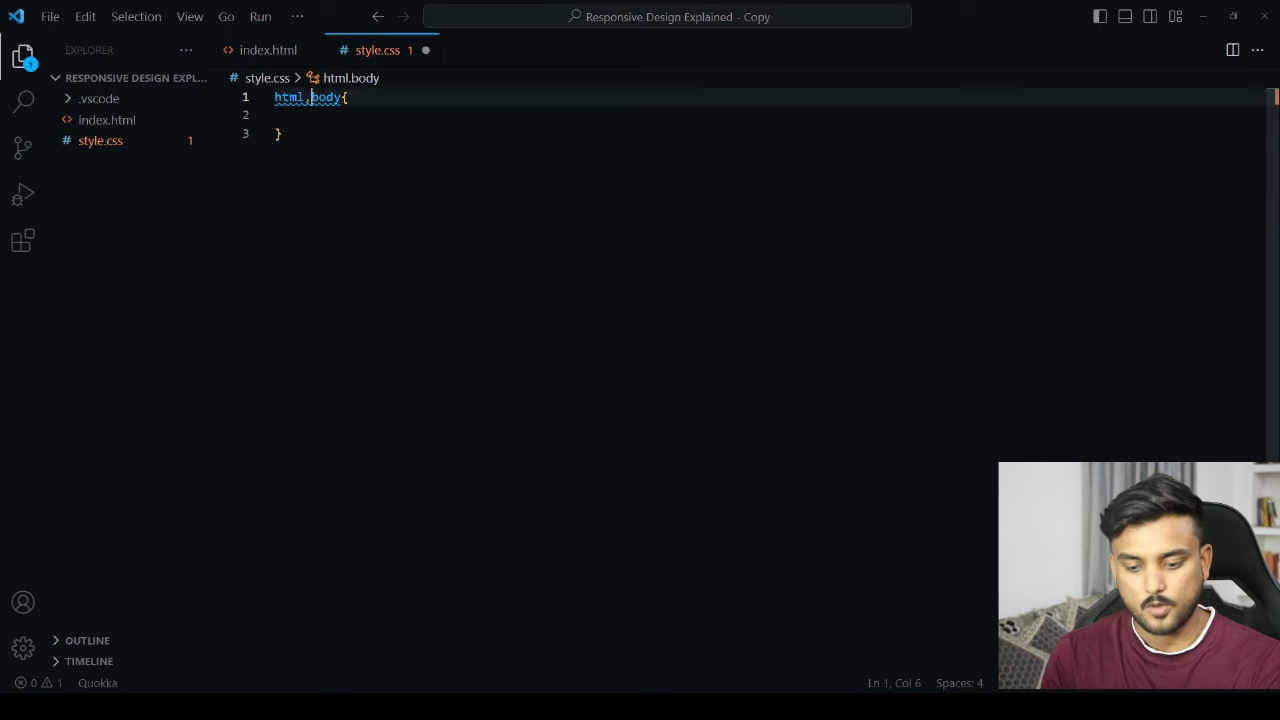 File Edit Selection View Go Run ··· Responsive Design Explained - Copy
EXPLORER ···
index.html
style.css 1
RESPONSIVE DESIGN EXPL...
style.css > html.body
.vscode
index.html
style.css 1
1 html.body{
2
3 }
1
OUTLINE
TIMELINE
0 1 Quokka Ln 1, Col 6 Spaces: 4